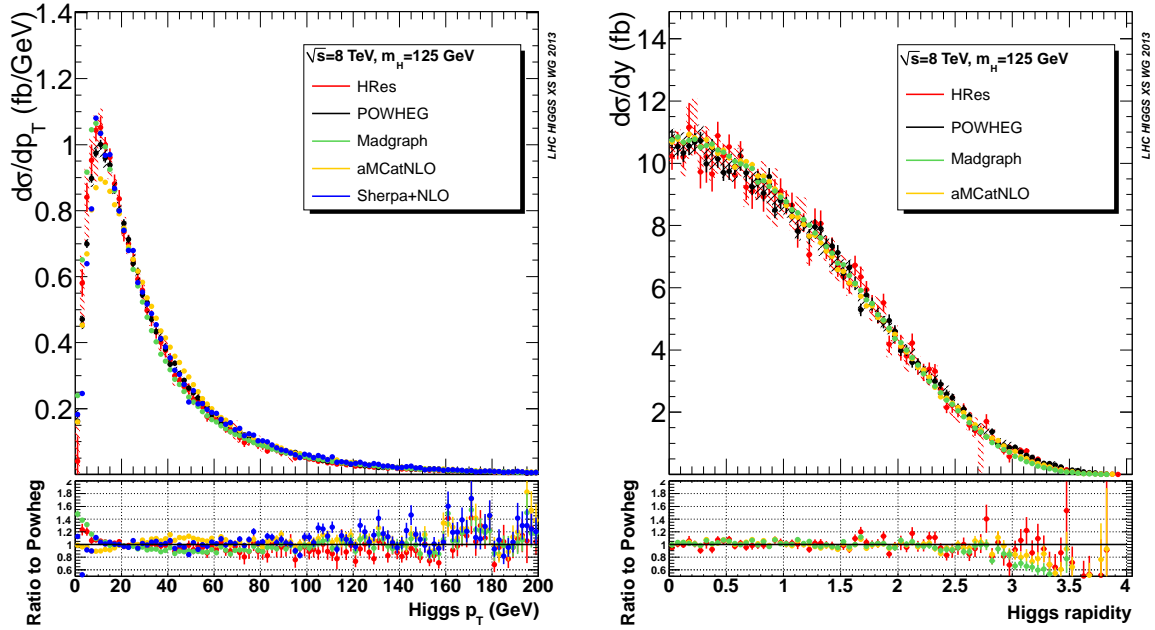 dσ/dp_T (fb/GeV)
1.4
1.2
1
0.8
0.6
0.4
0.2
√s=8 TeV, m_H=125 GeV
HRes
POWHEG
Madgraph
aMCatNLO
Sherpa+NLO
LHC HIGGS XS WG 2013
Ratio to Powheg
2
1.8
1.6
1.4
1.2
1
0.8
0.6
0 20 40 60 80 100 120 140 160 180 200
Higgs p_T (GeV)
dσ/dy (fb)
14
12
10
8
6
4
2
√s=8 TeV, m_H=125 GeV
HRes
POWHEG
Madgraph
aMCatNLO
LHC HIGGS XS WG 2013
Ratio to Powheg
2
1.8
1.6
1.4
1.2
1
0.8
0.6
0 0.5 1 1.5 2 2.5 3 3.5 4
Higgs rapidity